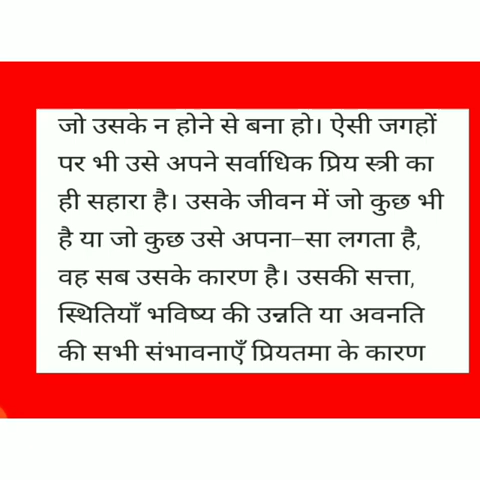 जो उसके न होने से बना हो। ऐसी जगहों
पर भी उसे अपने सर्वाधिक प्रिय स्त्री का
ही सहारा है। उसके जीवन में जो कुछ भी
है या जो कुछ उसे अपना–सा लगता है,
वह सब उसके कारण है। उसकी सत्ता,
स्थितियाँ भविष्य की उन्नति या अवनति
की सभी संभावनाएँ प्रियतमा के कारण